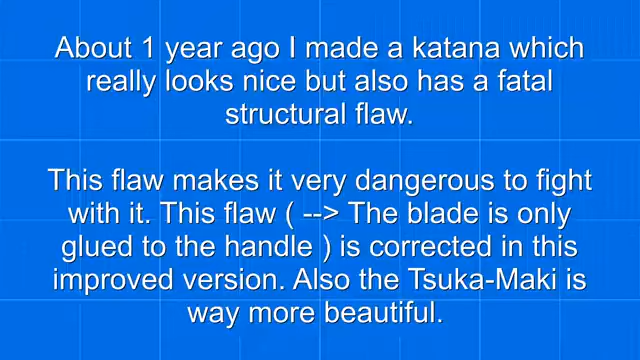 About 1 year ago I made a katana which
really looks nice but also has a fatal
structural flaw.
This flaw makes it very dangerous to fight
with it. This flaw ( --> The blade is only
glued to the handle ) is corrected in this
improved version. Also the Tsuka-Maki is
way more beautiful.